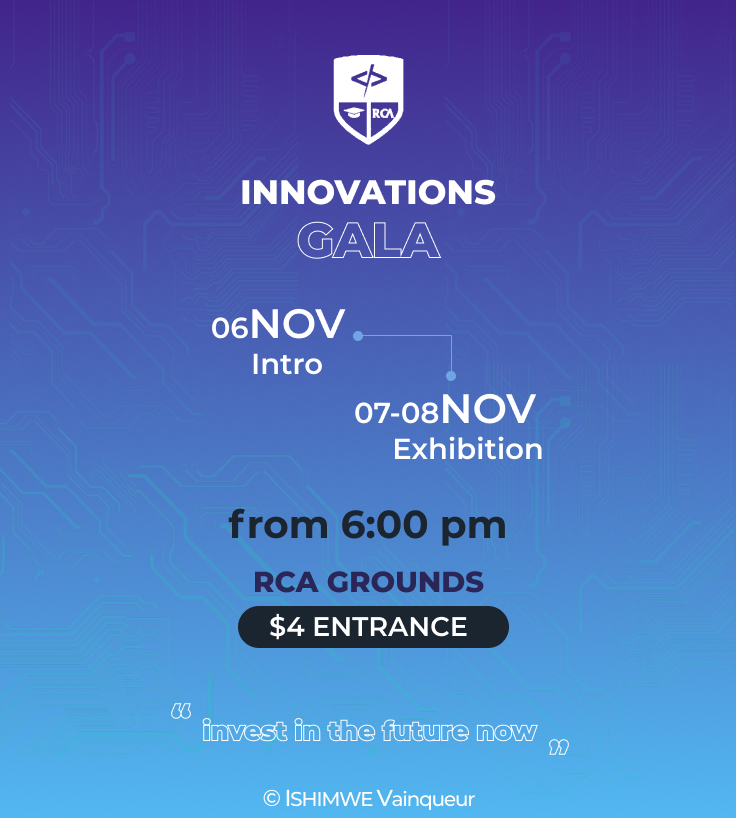 </>
RCA
INNOVATIONS
GALA
06NOV
Intro
07-08NOV
Exhibition
from 6:00 pm
RCA GROUNDS
$4 ENTRANCE
“ invest in the future now ”
© ISHIMWE Vainqueur